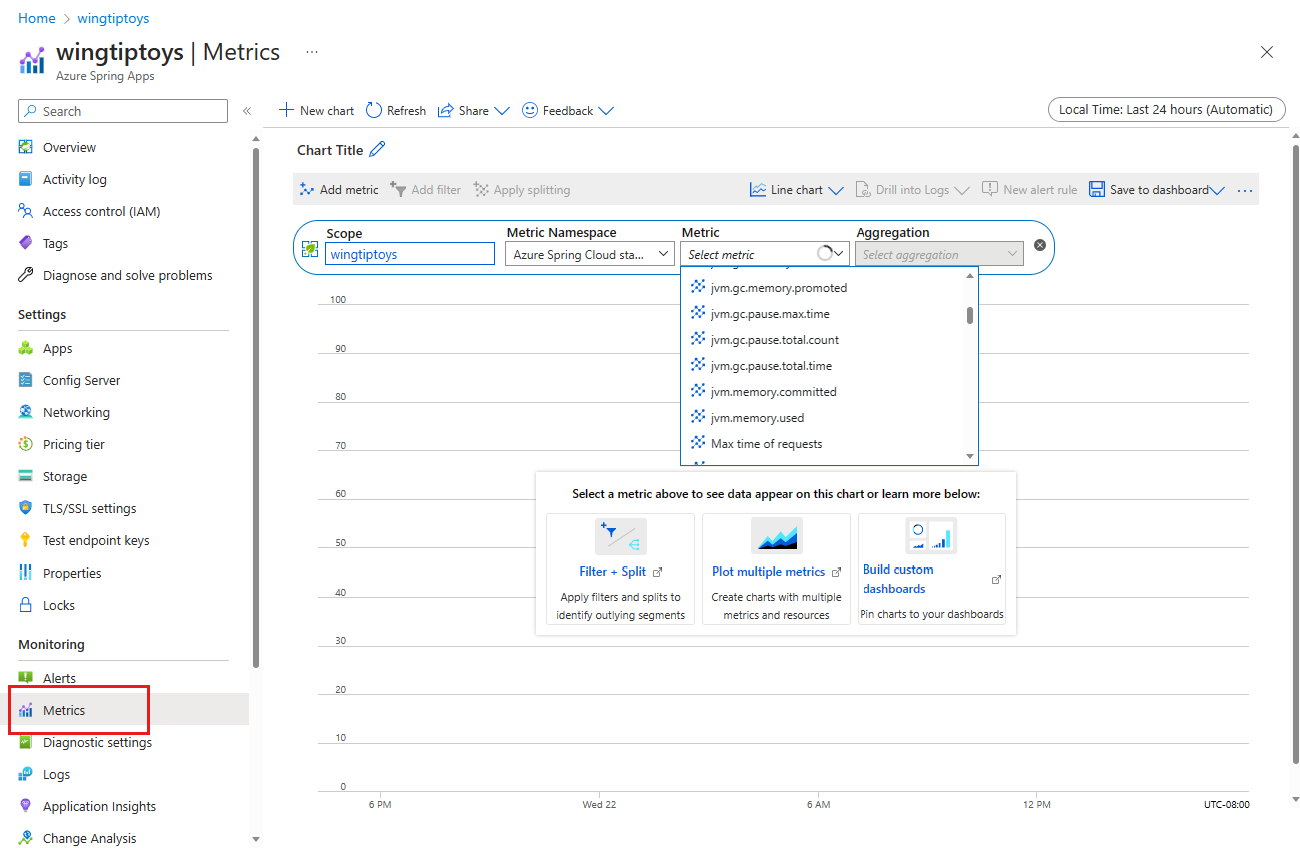 Home > wingtiptoys
wingtiptoys | Metrics ...
Azure Spring Apps
Search
«
New chart
Refresh
Share
Feedback
Local Time: Last 24 hours (Automatic)
Overview
Activity log
Access control (IAM)
Tags
Diagnose and solve problems
Settings
Apps
Config Server
Networking
Pricing tier
Storage
TLS/SSL settings
Test endpoint keys
Properties
Locks
Monitoring
Alerts
Metrics
Diagnostic settings
Logs
Application Insights
Change Analysis
Chart Title
Add metric
Add filter
Apply splitting
Line chart
Drill into Logs
New alert rule
Save to dashboard
...
Scope
wingtiptoys
Metric Namespace
Azure Spring Cloud sta...
Metric
Select metric
Aggregation
Select aggregation
jvm.gc.memory.promoted
jvm.gc.pause.max.time
jvm.gc.pause.total.count
jvm.gc.pause.total.time
jvm.memory.committed
jvm.memory.used
Max time of requests
100
90
80
70
60
50
40
30
20
10
0
Select a metric above to see data appear on this chart or learn more below:
Filter + Split
Apply filters and splits to
identify outlying segments
Plot multiple metrics
Create charts with multiple
metrics and resources
Build custom
dashboards
Pin charts to your dashboards
6 PM
Wed 22
6 AM
12 PM
UTC-08:00